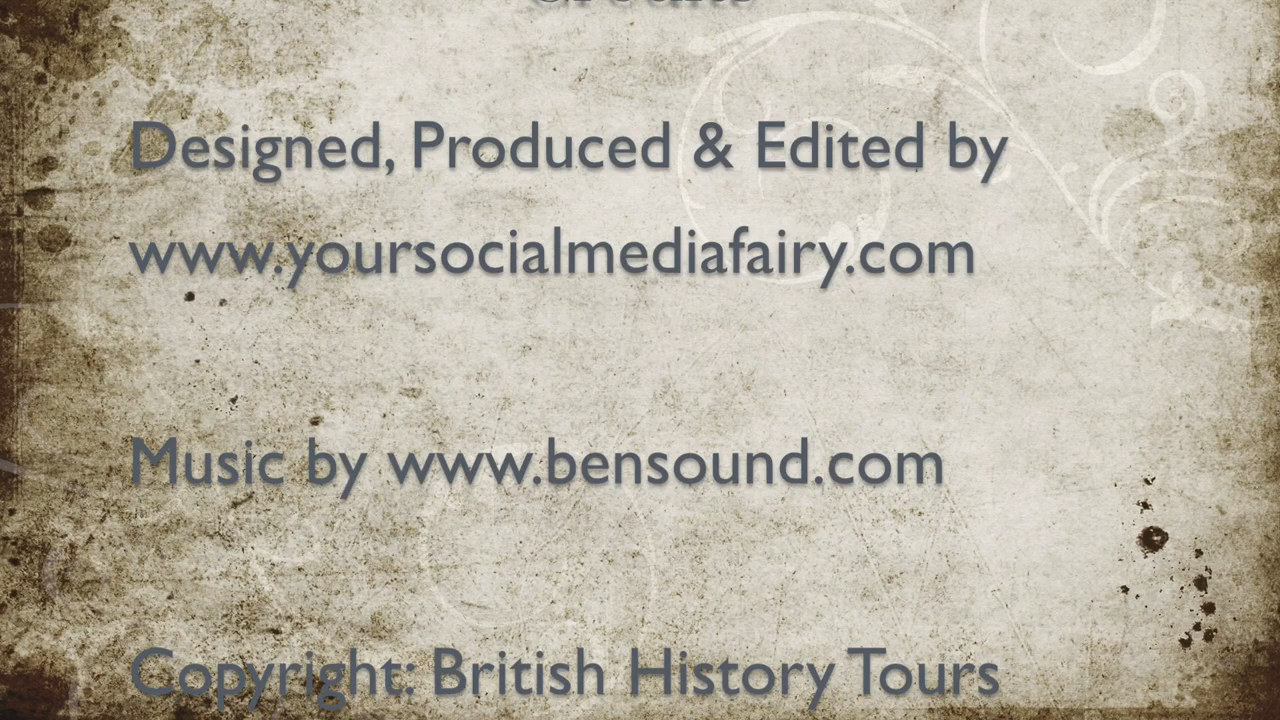 Designed, Produced & Edited by
www.yoursocialmediafairy.com
Music by www.bensound.com
Copyright: British History Tours